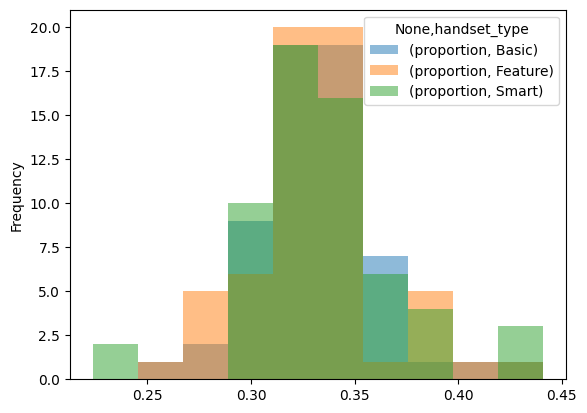 None,handset_type
(proportion, Basic)
(proportion, Feature)
(proportion, Smart)
Frequency
20.0
17.5
15.0
12.5
10.0
7.5
5.0
2.5
0.0
0.25 0.30 0.35 0.40 0.45